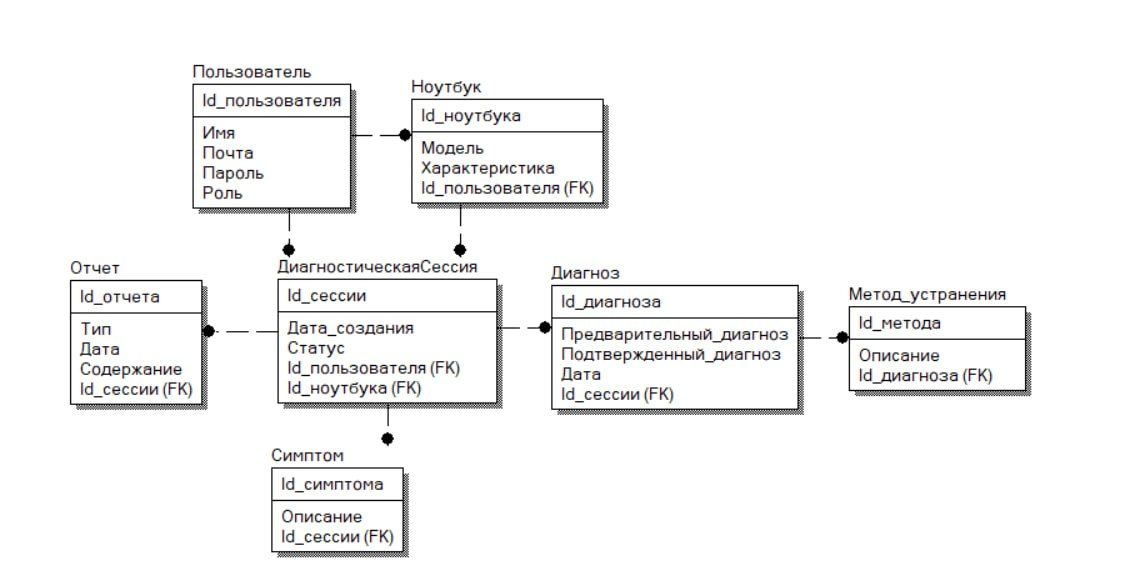 Пользователь
Id_пользователя
Имя
Почта
Пароль
Роль
Ноутбук
Id_ноутбука
Модель
Характеристика
Id_пользователя (FK)
Отчет
Id_отчета
Тип
Дата
Содержание
Id_сессии (FK)
ДиагностическаяСессия
Id_сессии
Дата_создания
Статус
Id_пользователя (FK)
Id_ноутбука (FK)
Диагноз
Id_диагноза
Предварительный_диагноз
Подтвержденный_диагноз
Дата
Id_сессии (FK)
Метод_устранения
Id_метода
Описание
Id_диагноза (FK)
Симптом
Id_симптома
Описание
Id_сессии (FK)